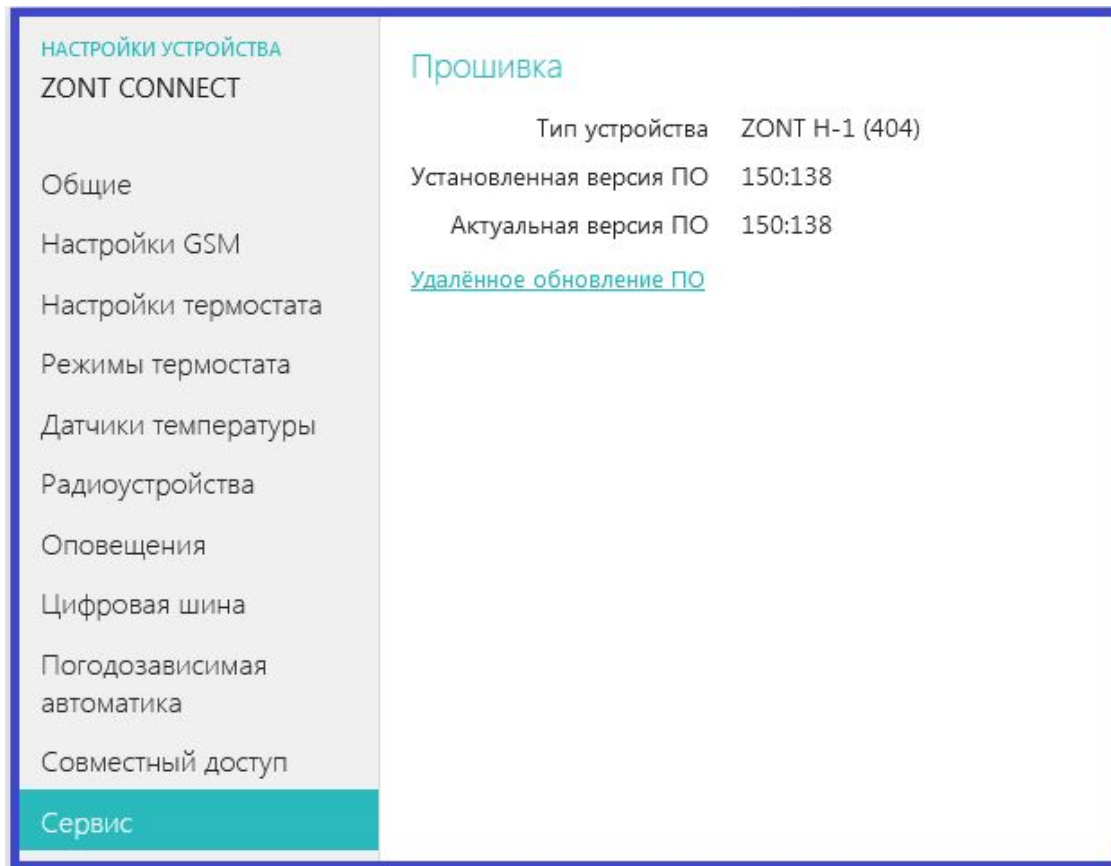 НАСТРОЙКИ УСТРОЙСТВА
ZONT CONNECT
Общие
Настройки GSM
Настройки термостата
Режимы термостата
Датчики температуры
Радиоустройства
Оповещения
Цифровая шина
Погодозависимая
автоматика
Совместный доступ
Сервис
Прошивка
Тип устройства ZONT H-1 (404)
Установленная версия ПО 150:138
Актуальная версия ПО 150:138
Удалённое обновление ПО